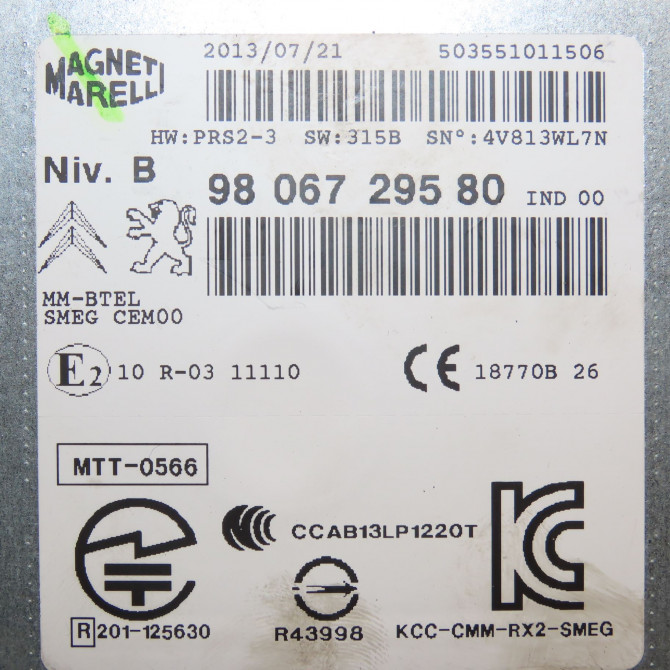 MAGNETI
MARELLI
2013/07/21 503551011506
HW:PRS2-3 SW:315B SN°:4V813WL7N
Niv. B
98 067 295 80 IND 00
MM-BTEL
SMEG CEM00
E2 10 R-03 11110
CE 18770B 26
MTT-0566
CCAB13LP1220T
R 201-125630
R43998
KCC-CMM-RX2-SMEG